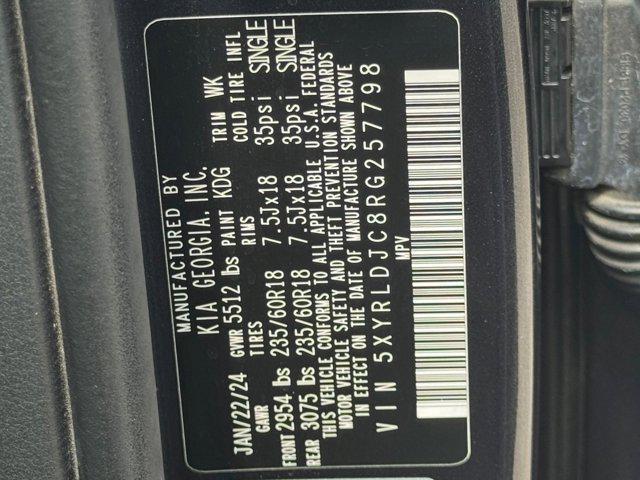 MANUFACTURED BY
KIA GEORGIA, INC.
JAN/22/24 GVWR 5512 lbs PAINT KDG TRIM WK
GAWR TIRES RIMS COLD TIRE INFL
FRONT 2954 lbs 235/60R18 7.5Jx18 35psi SINGLE
REAR 3075 lbs 235/60R18 7.5Jx18 35psi SINGLE
THIS VEHICLE CONFORMS TO ALL APPLICABLE U.S.A. FEDERAL
MOTOR VEHICLE SAFETY AND THEFT PREVENTION STANDARDS
IN EFFECT ON THE DATE OF MANUFACTURE SHOWN ABOVE
VIN 5XYRLDJC8RG257798
MPV